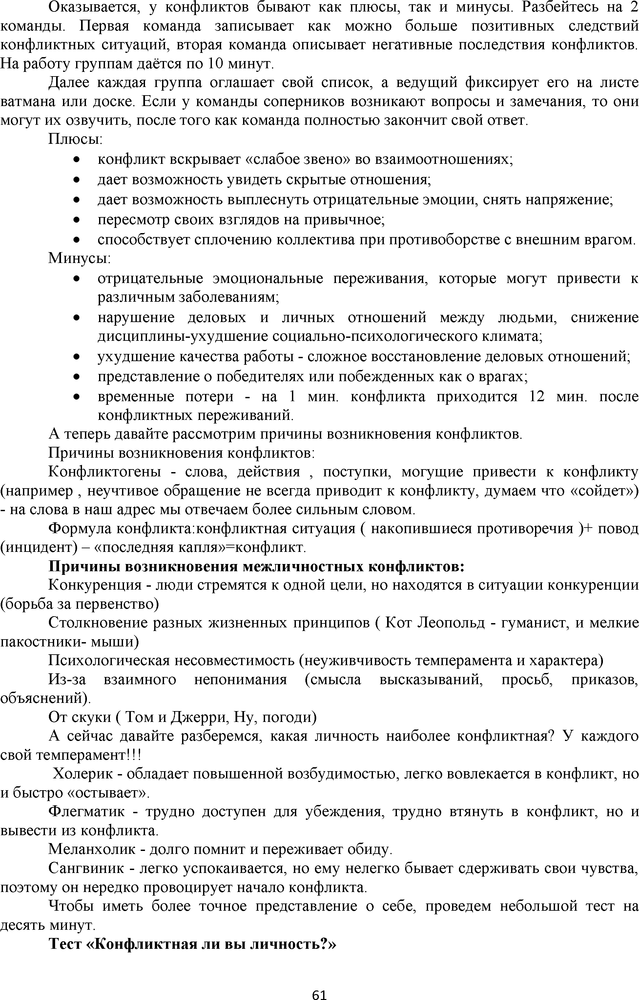 Оказывается, у конфликтов бывают как плюсы, так и минусы. Разбейтесь на 2
команды. Первая команда записывает как можно больше позитивных следствий
конфликтных ситуаций, вторая команда описывает негативные последствия конфликтов.
На работу группам даётся по 10 минут.
Далее каждая группа оглашает свой список, а ведущий фиксирует его на листе
ватмана или доске. Если у команды соперников возникают вопросы и замечания, то они
могут их озвучить, после того как команда полностью закончит свой ответ.
Плюсы:
• конфликт вскрывает «слабое звено» во взаимоотношениях;
• дает возможность увидеть скрытые отношения;
• дает возможность выплеснуть отрицательные эмоции, снять напряжение;
• пересмотр своих взглядов на привычное;
• способствует сплочению коллектива при противоборстве с внешним врагом.
Минусы:
• отрицательные эмоциональные переживания, которые могут привести к
различным заболеваниям;
• нарушение деловых и личных отношений между людьми, снижение
дисциплины-ухудшение социально-психологического климата;
• ухудшение качества работы - сложное восстановление деловых отношений;
• представление о победителях или побежденных как о врагах;
• временные потери - на 1 мин. конфликта приходится 12 мин. после
конфликтных переживаний.
А теперь давайте рассмотрим причины возникновения конфликтов.
Причины возникновения конфликтов:
Конфликтогены - слова, действия , поступки, могущие привести к конфликту
(например , неучтивое обращение не всегда приводит к конфликту, думаем что «сойдет»)
- на слова в наш адрес мы отвечаем более сильным словом.
Формула конфликта:конфликтная ситуация ( накопившиеся противоречия )+ повод
(инцидент) – «последняя капля»=конфликт.
Причины возникновения межличностных конфликтов:
Конкуренция - люди стремятся к одной цели, но находятся в ситуации конкуренции
(борьба за первенство)
Столкновение разных жизненных принципов ( Кот Леопольд - гуманист, и мелкие
пакостники- мыши)
Психологическая несовместимость (неуживчивость темперамента и характера)
Из-за взаимного непонимания (смысла высказываний, просьб, приказов,
объяснений).
От скуки ( Том и Джерри, Ну, погоди)
А сейчас давайте разберемся, какая личность наиболее конфликтная? У каждого
свой темперамент!!!
Холерик - обладает повышенной возбудимостью, легко вовлекается в конфликт, но
и быстро «остывает».
Флегматик - трудно доступен для убеждения, трудно втянуть в конфликт, но и
вывести из конфликта.
Меланхолик - долго помнит и переживает обиду.
Сангвиник - легко успокаивается, но ему нелегко бывает сдерживать свои чувства,
поэтому он нередко провоцирует начало конфликта.
Чтобы иметь более точное представление о себе, проведем небольшой тест на
десять минут.
Тест «Конфликтная ли вы личность?»
61